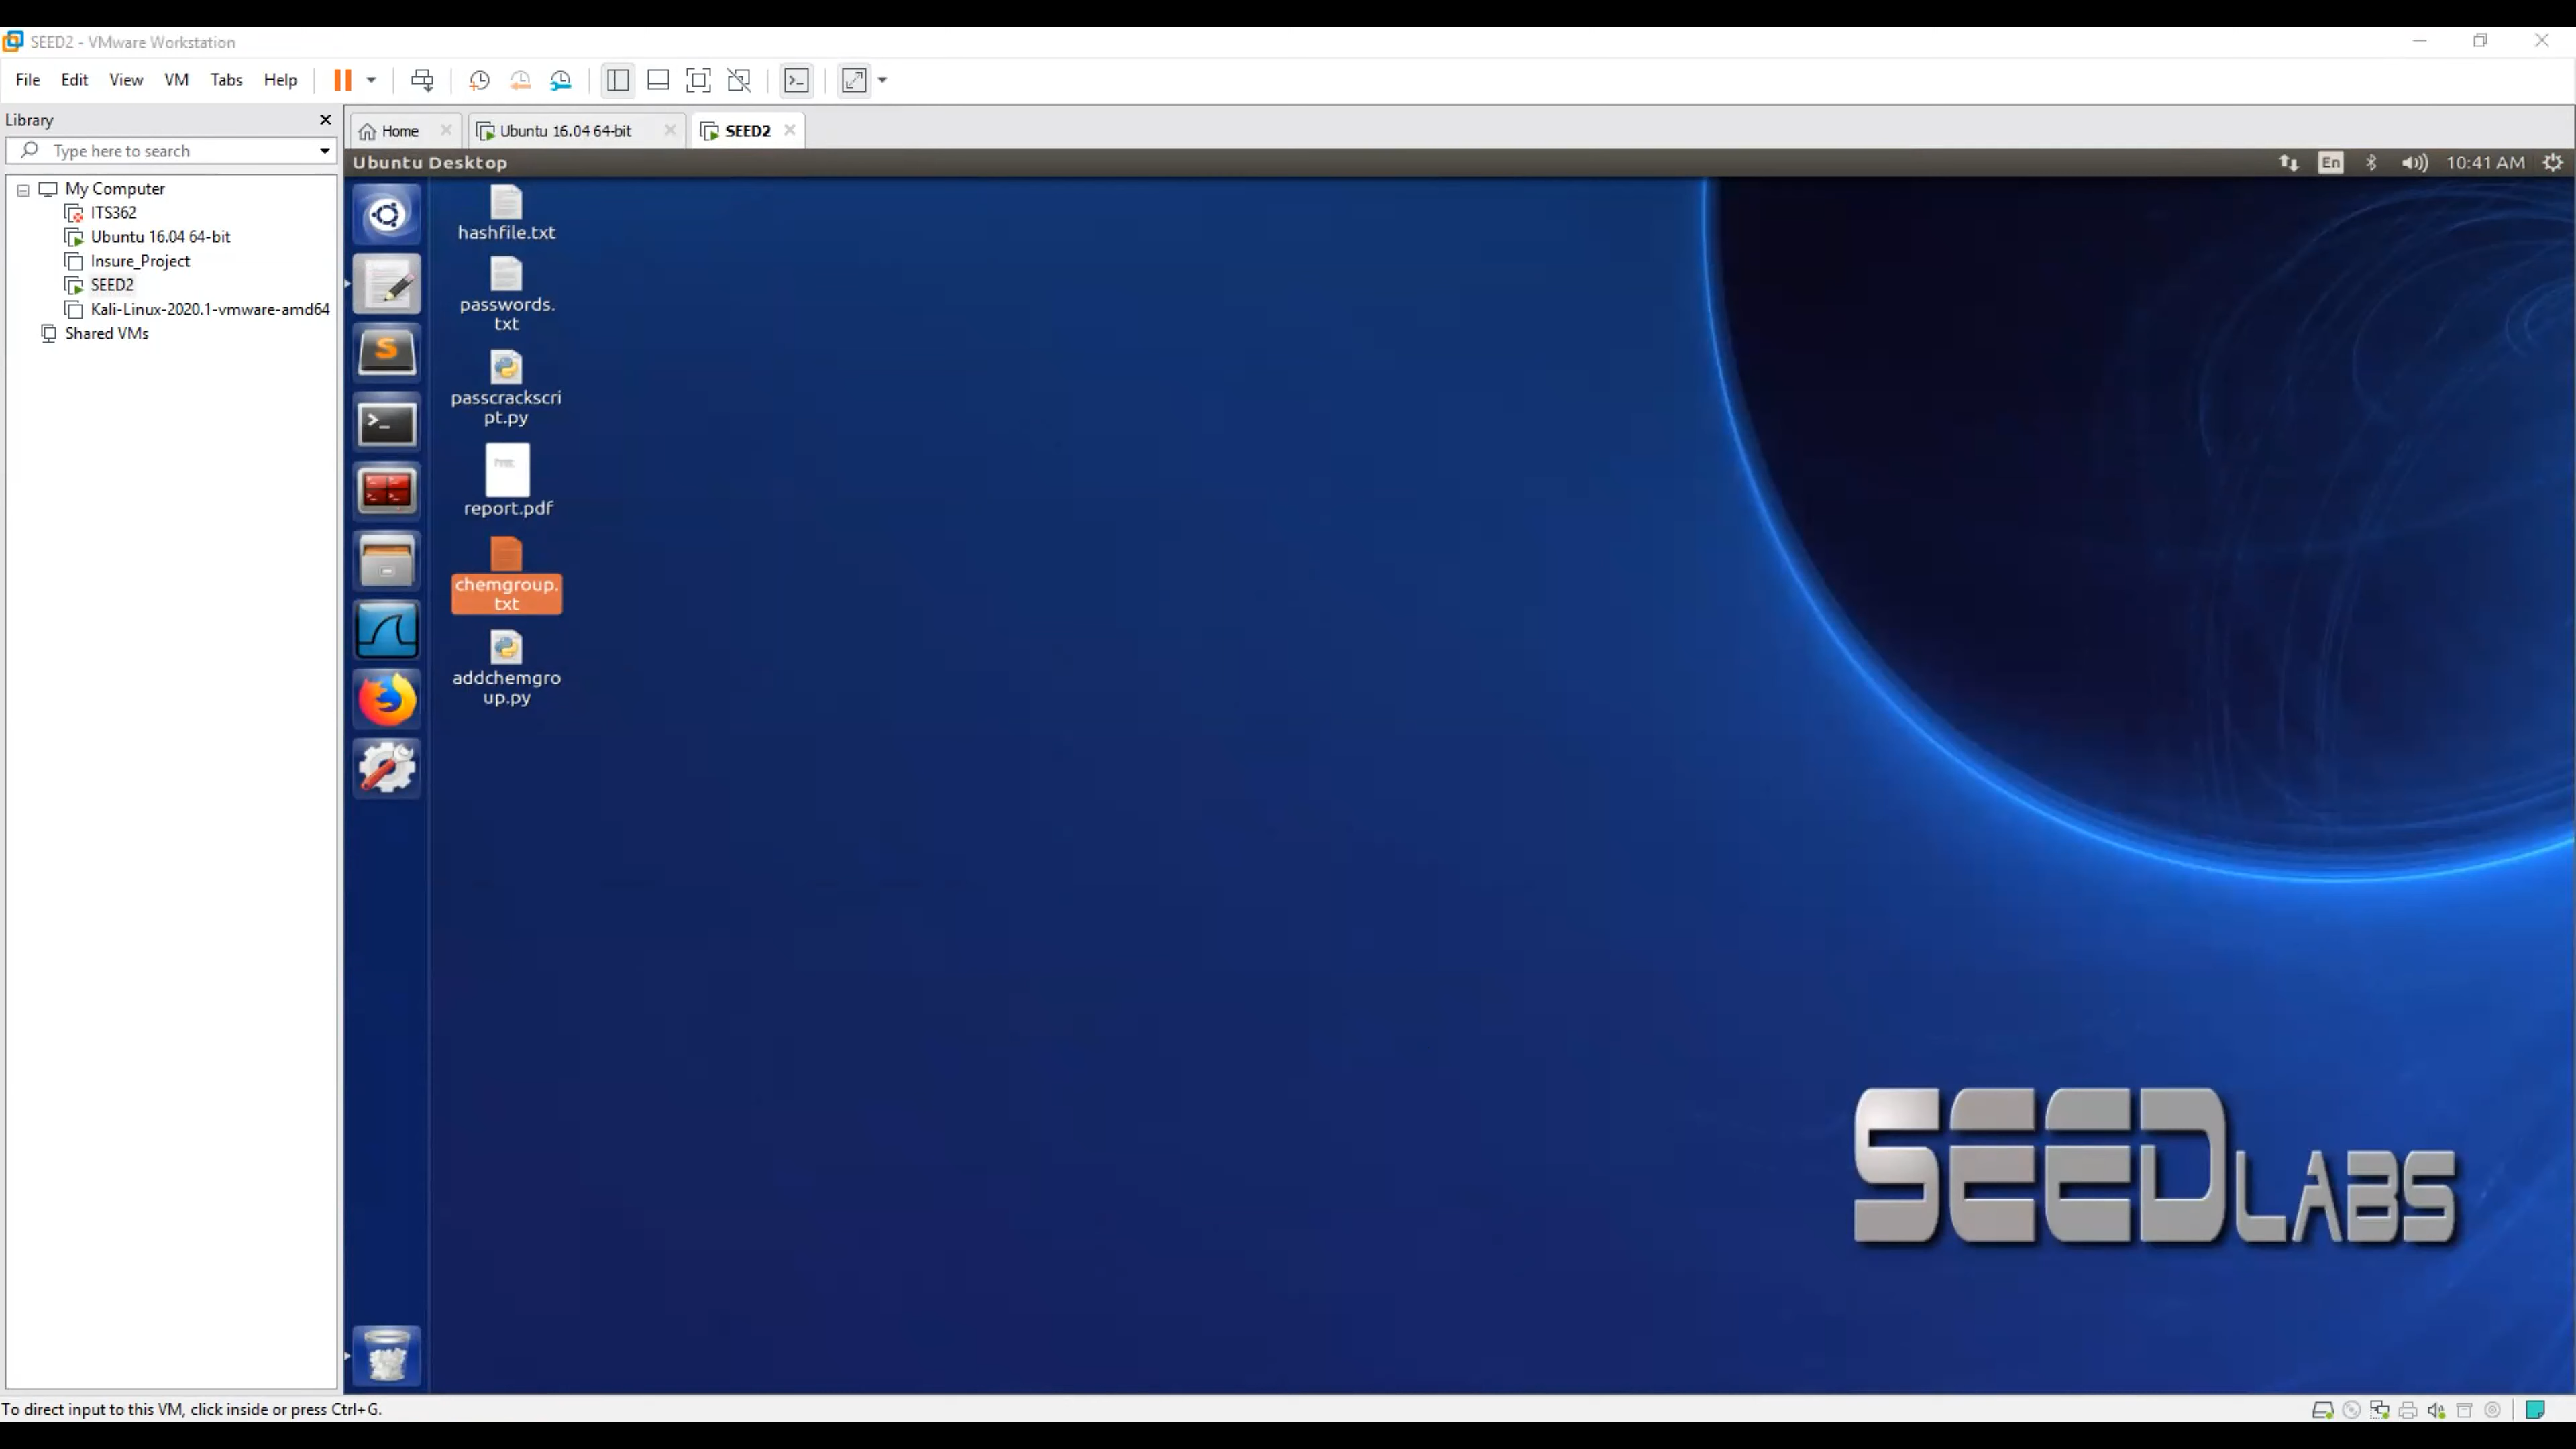 SEED2 - VMware Workstation
File Edit View VM Tabs Help
Library
Home
Ubuntu 16.04 64-bit
SEED2
Type here to search
My Computer
ITS362
Ubuntu 16.04 64-bit
Insure_Project
SEED2
Kali-Linux-2020.1-vmware-amd64
Shared VMs
Ubuntu Desktop
En
10:41 AM
hashfile.txt
passwords.
txt
passcrackscri
pt.py
report.pdf
chemgroup.
txt
addchemgro
up.py
SEEDLABS
To direct input to this VM, click inside or press Ctrl+G.